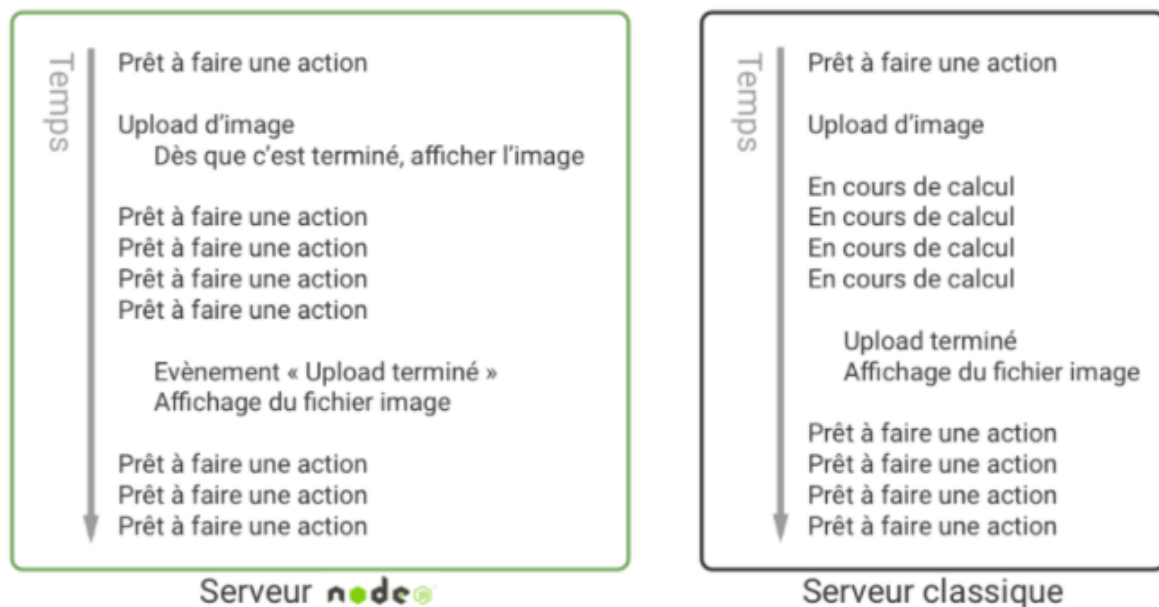 Temps
Prêt à faire une action
Upload d'image
Dès que c'est terminé, afficher l'image
Prêt à faire une action
Prêt à faire une action
Prêt à faire une action
Prêt à faire une action
Evènement « Upload terminé »
Affichage du fichier image
Prêt à faire une action
Prêt à faire une action
Prêt à faire une action
Serveur node
Temps
Prêt à faire une action
Upload d'image
En cours de calcul
En cours de calcul
En cours de calcul
En cours de calcul
Upload terminé
Affichage du fichier image
Prêt à faire une action
Prêt à faire une action
Prêt à faire une action
Prêt à faire une action
Serveur classique